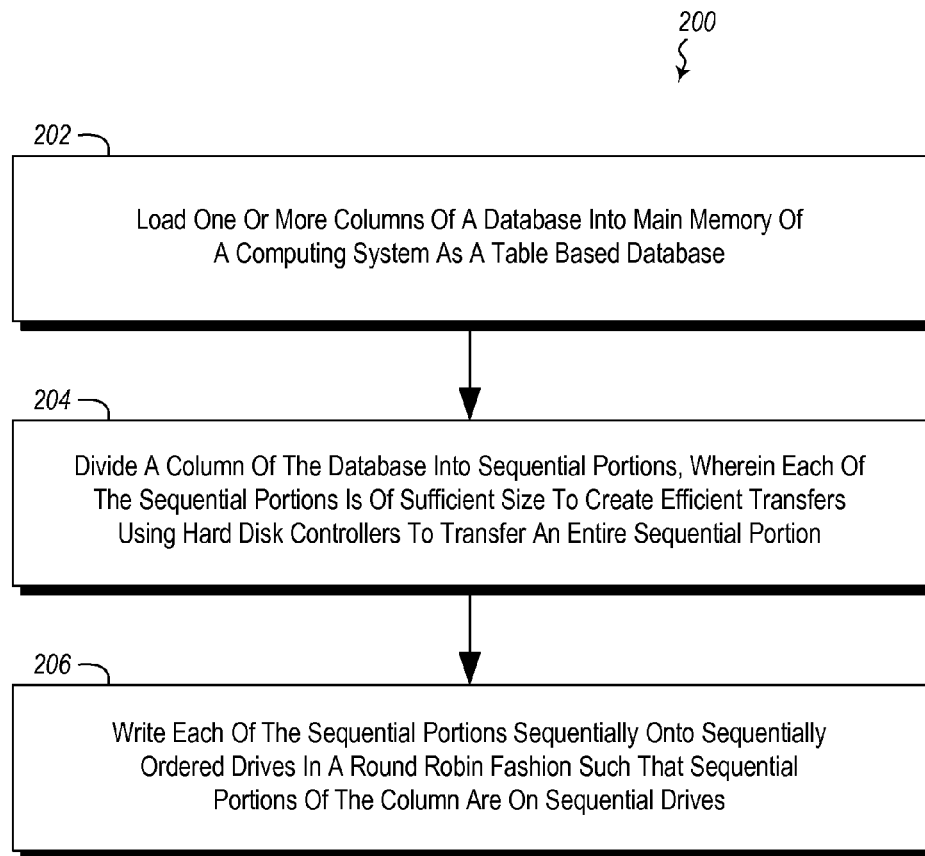 200
202
Load One Or More Columns Of A Database Into Main Memory Of
A Computing System As A Table Based Database
204
Divide A Column Of The Database Into Sequential Portions, Wherein Each Of
The Sequential Portions Is Of Sufficient Size To Create Efficient Transfers
Using Hard Disk Controllers To Transfer An Entire Sequential Portion
206
Write Each Of The Sequential Portions Sequentially Onto Sequentially
Ordered Drives In A Round Robin Fashion Such That Sequential
Portions Of The Column Are On Sequential Drives